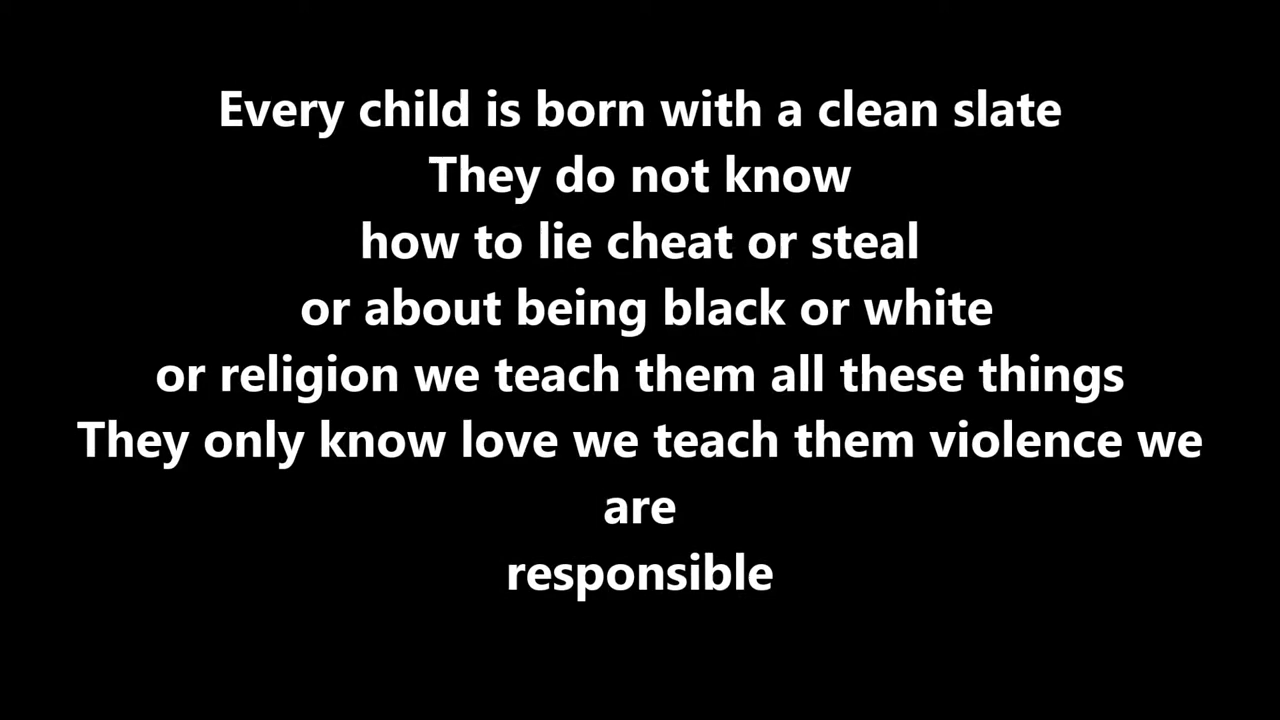 Every child is born with a clean slate
They do not know
how to lie cheat or steal
or about being black or white
or religion we teach them all these things
They only know love we teach them violence we
are
responsible